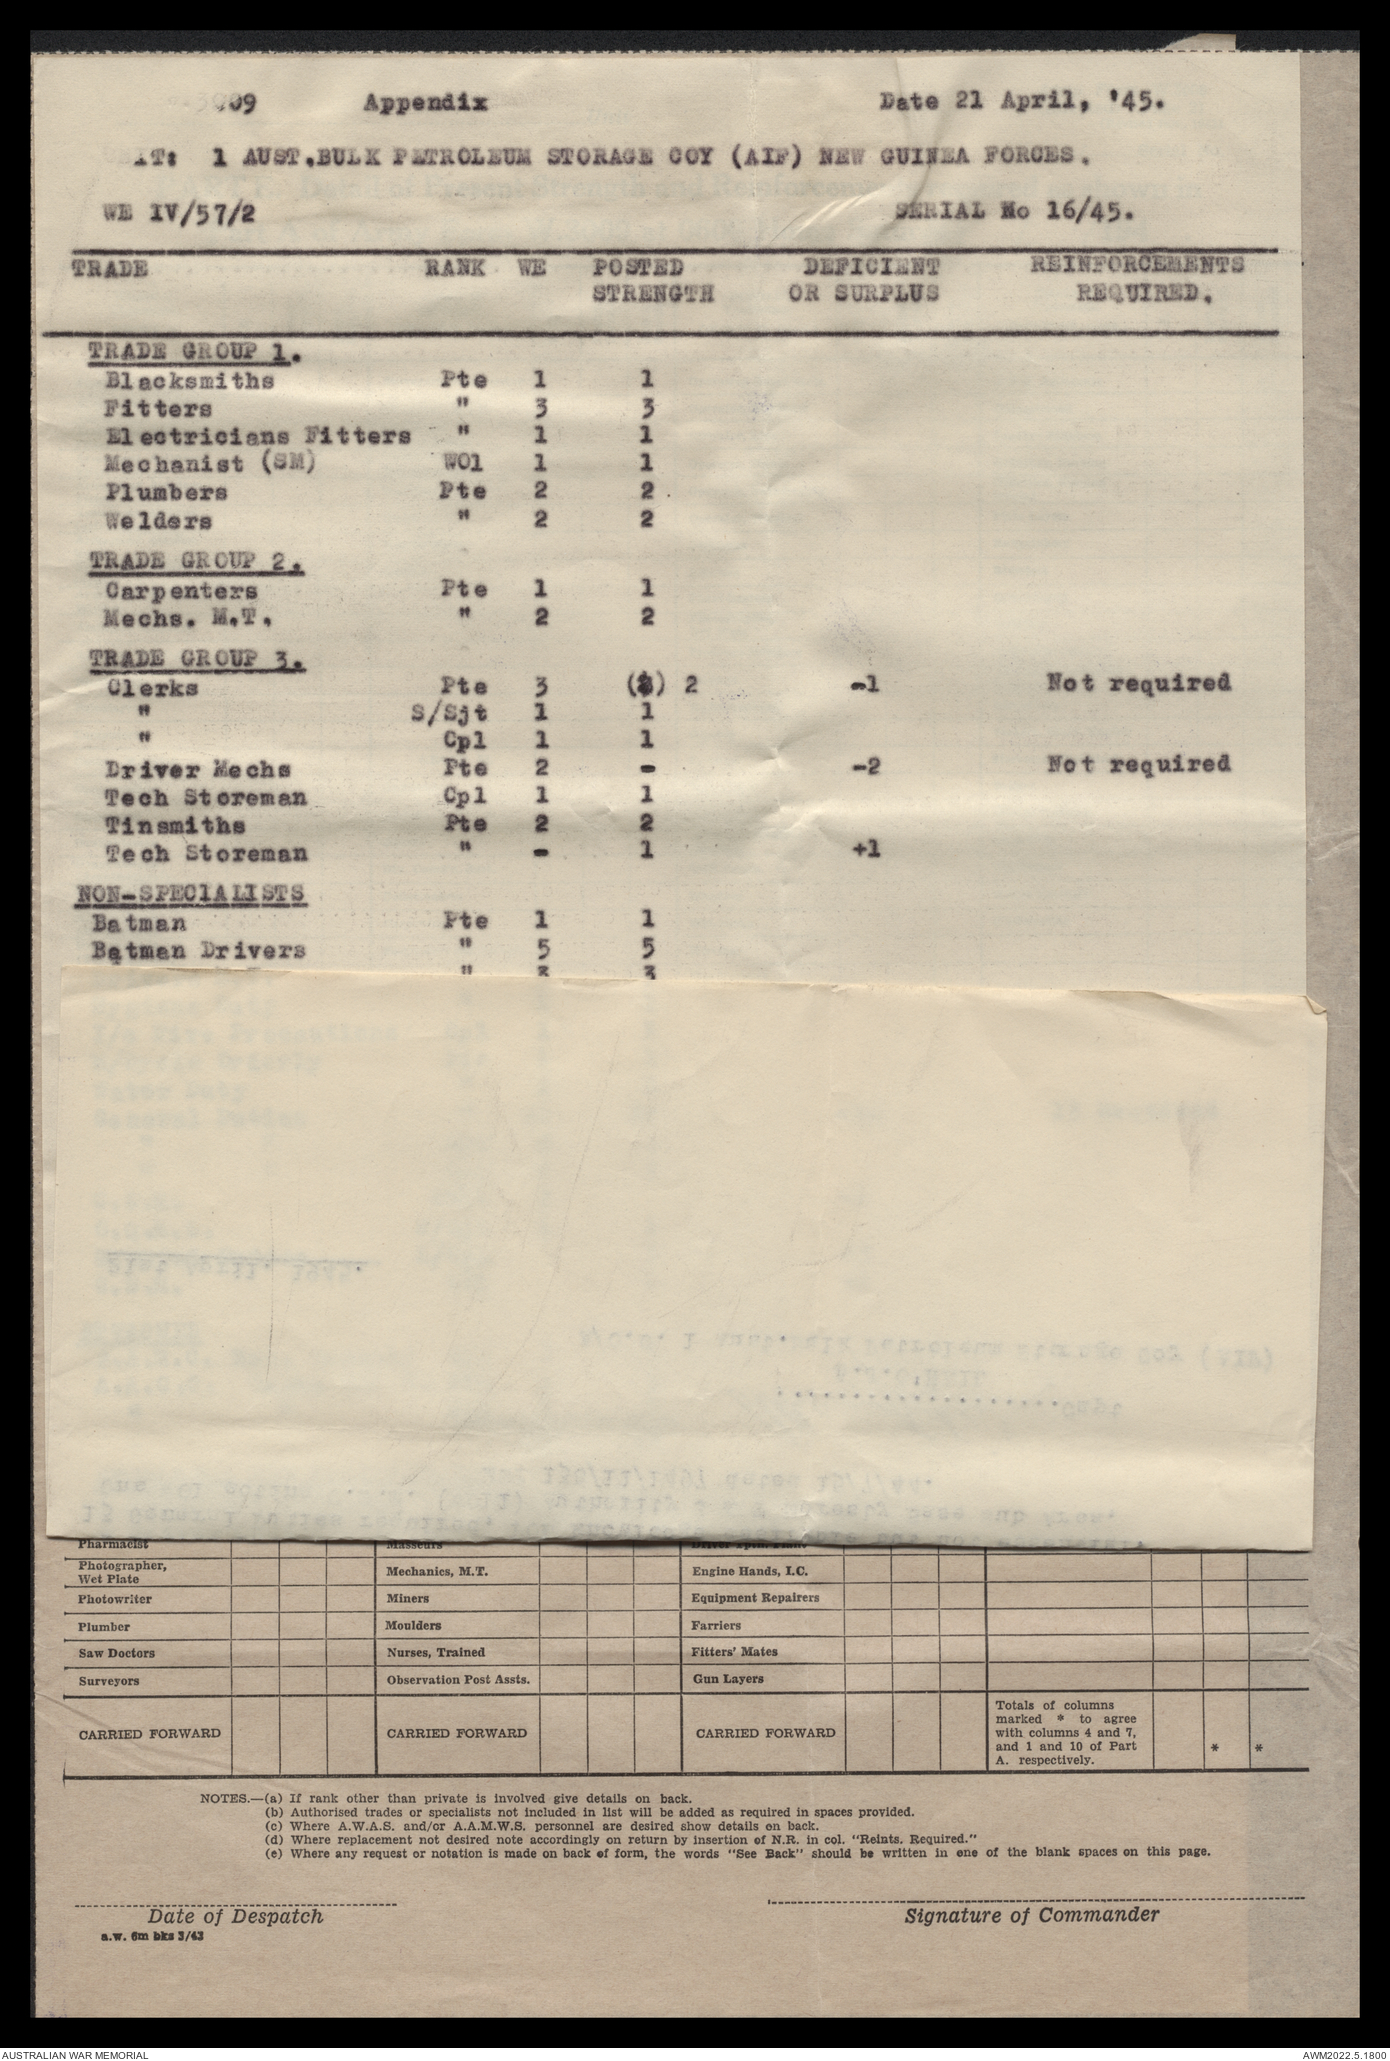 3009 Appendix Date 21 April, '45.
IT: 1 AUST.BULK PETROLEUM STORAGE COY (AIF) NEW GUINEA FORCES.
WE IV/57/2 SERIAL No 16/45.
TRADE RANK WE POSTED DEFICIENT REINFORCEMENTS
STRENGTH OR SURPLUS REQUIRED.
TRADE GROUP 1.
Blacksmiths Pte 1 1
Fitters " 3 3
Electricians Fitters " 1 1
Mechanist (SM) WO1 1 1
Plumbers Pte 2 2
Welders " 2 2
TRADE GROUP 2.
Carpenters Pte 1 1
Mechs. M.T. " 2 2
TRADE GROUP 3.
Clerks Pte 3 2 -1 Not required
" S/Sjt 1 1
" Cpl 1 1
Driver Mechs Pte 2 - -2 Not required
Tech Storeman Cpl 1 1
Tinsmiths Pte 2 2
Tech Storeman " - 1 +1
NON-SPEC1ALISTS
Batman Pte 1 1
Batman Drivers " 5 5
" 3 3
Pharmacist Masseurs
Photographer, Wet Plate Mechanics, M.T. Engine Hands, I.C.
Photowriter Miners Equipment Repairers
Plumber Moulders Farriers
Saw Doctors Nurses, Trained Fitters' Mates
Surveyors Observation Post Assts. Gun Layers
CARRIED FORWARD CARRIED FORWARD CARRIED FORWARD
Totals of columns
marked * to agree
with columns 4 and 7,
and 1 and 10 of Part
A. respectively. * *
NOTES.—(a) If rank other than private is involved give details on back.
(b) Authorised trades or specialists not included in list will be added as required in spaces provided.
(c) Where A.W.A.S. and/or A.A.M.W.S. personnel are desired show details on back.
(d) Where replacement not desired note accordingly on return by insertion of N.R. in col. "Reints. Required."
(e) Where any request or notation is made on back of form, the words "See Back" should be written in one of the blank spaces on this page.
Date of Despatch Signature of Commander
a.w. 6m bks 3/43
AUSTRALIAN WAR MEMORIAL AWM2022.5.1800